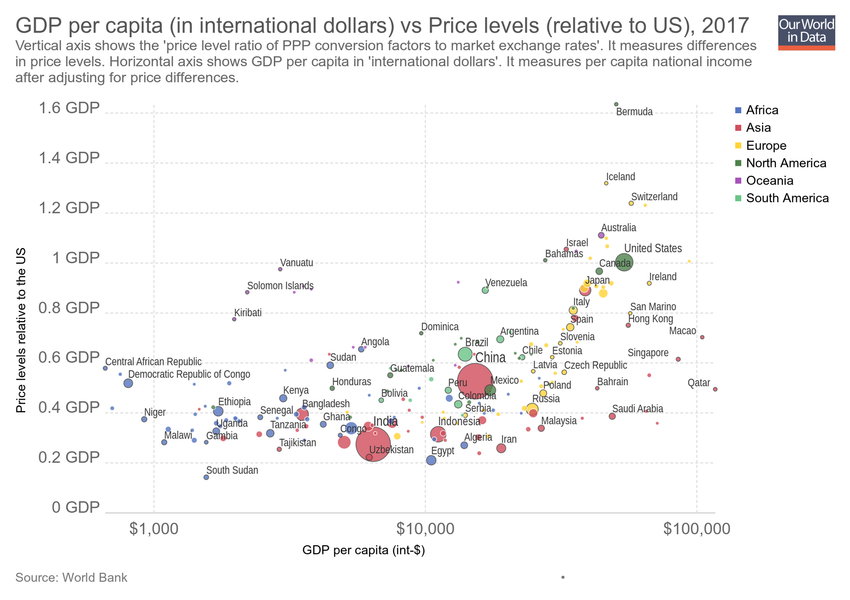 GDP per capita (in international dollars) vs Price levels (relative to US), 2017
Our World
in Data
Vertical axis shows the 'price level ratio of PPP conversion factors to market exchange rates'. It measures differences
in price levels. Horizontal axis shows GDP per capita in 'international dollars'. It measures per capita national income
after adjusting for price differences.
1.6 GDP
1.4 GDP
1.2 GDP
1 GDP
0.8 GDP
0.6 GDP
0.4 GDP
0.2 GDP
0 GDP
Price levels relative to the US
Bermuda
Iceland
Switzerland
Australia
Israel
United States
Bahamas
Canada
Vanuatu
Japan
Ireland
Solomon Islands
Venezuela
Italy
San Marino
Kiribati
Spain
Hong Kong
Dominica
Argentina
Macao
Angola
Brazil
Slovenia
Sudan
China
Chile
Estonia
Singapore
Central African Republic
Guatemala
Latvia
Czech Republic
Democratic Republic of Congo
Honduras
Peru
Mexico
Poland
Bahrain
Qatar
Kenya
Bolivia
Colombia
Russia
Ethiopia
Senegal
Bangladesh
Serbia
Saudi Arabia
Niger
Uganda
Tanzania
Ghana
India
Indonesia
Malaysia
Malawi
Gambia
Congo
Tajikistan
Algeria
Iran
Uzbekistan
Egypt
South Sudan
$1,000
$10,000
$100,000
GDP per capita (int-$)
Africa
Asia
Europe
North America
Oceania
South America
Source: World Bank